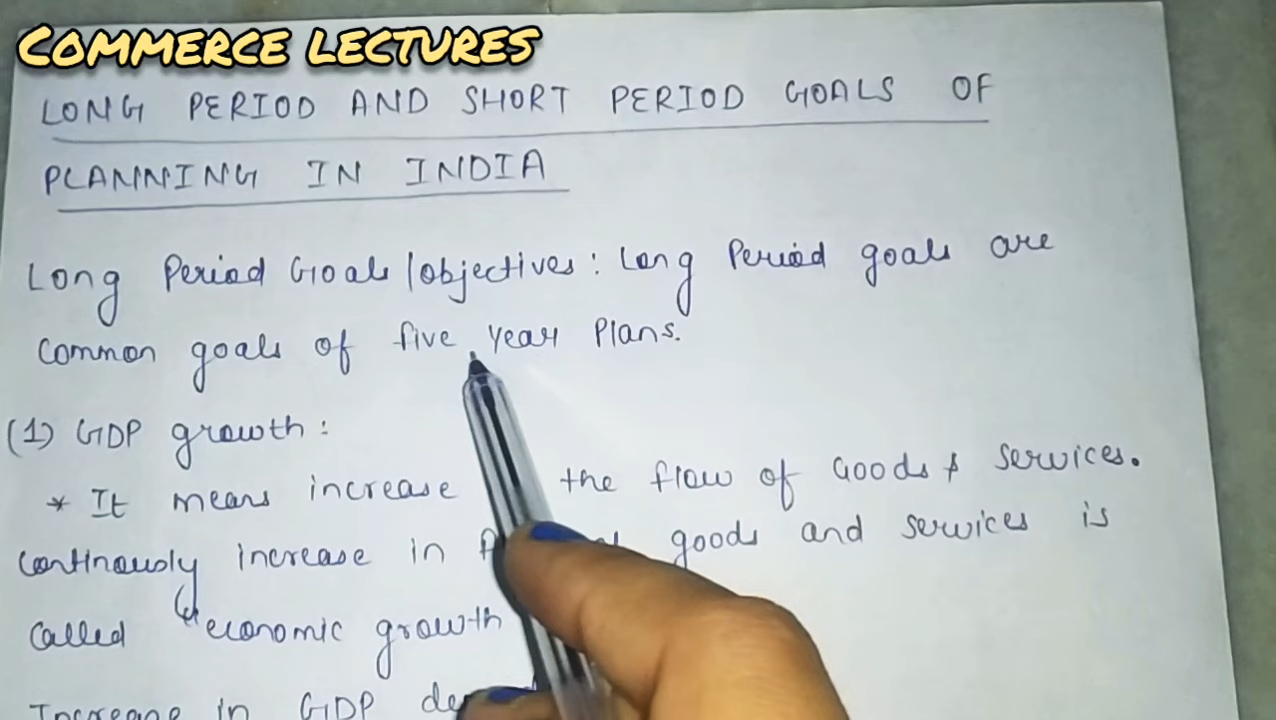 COMMERCE LECTURES
LONG PERIOD AND SHORT PERIOD GOALS OF
PLANNING IN INDIA
Long Period Goals/objectives: Long Period goals are
common goals of five year Plans.
(1) GDP growth:
* It means increase the flow of Goods & services.
continously increase in goods and services is
called "economic growth
Increase in GDP